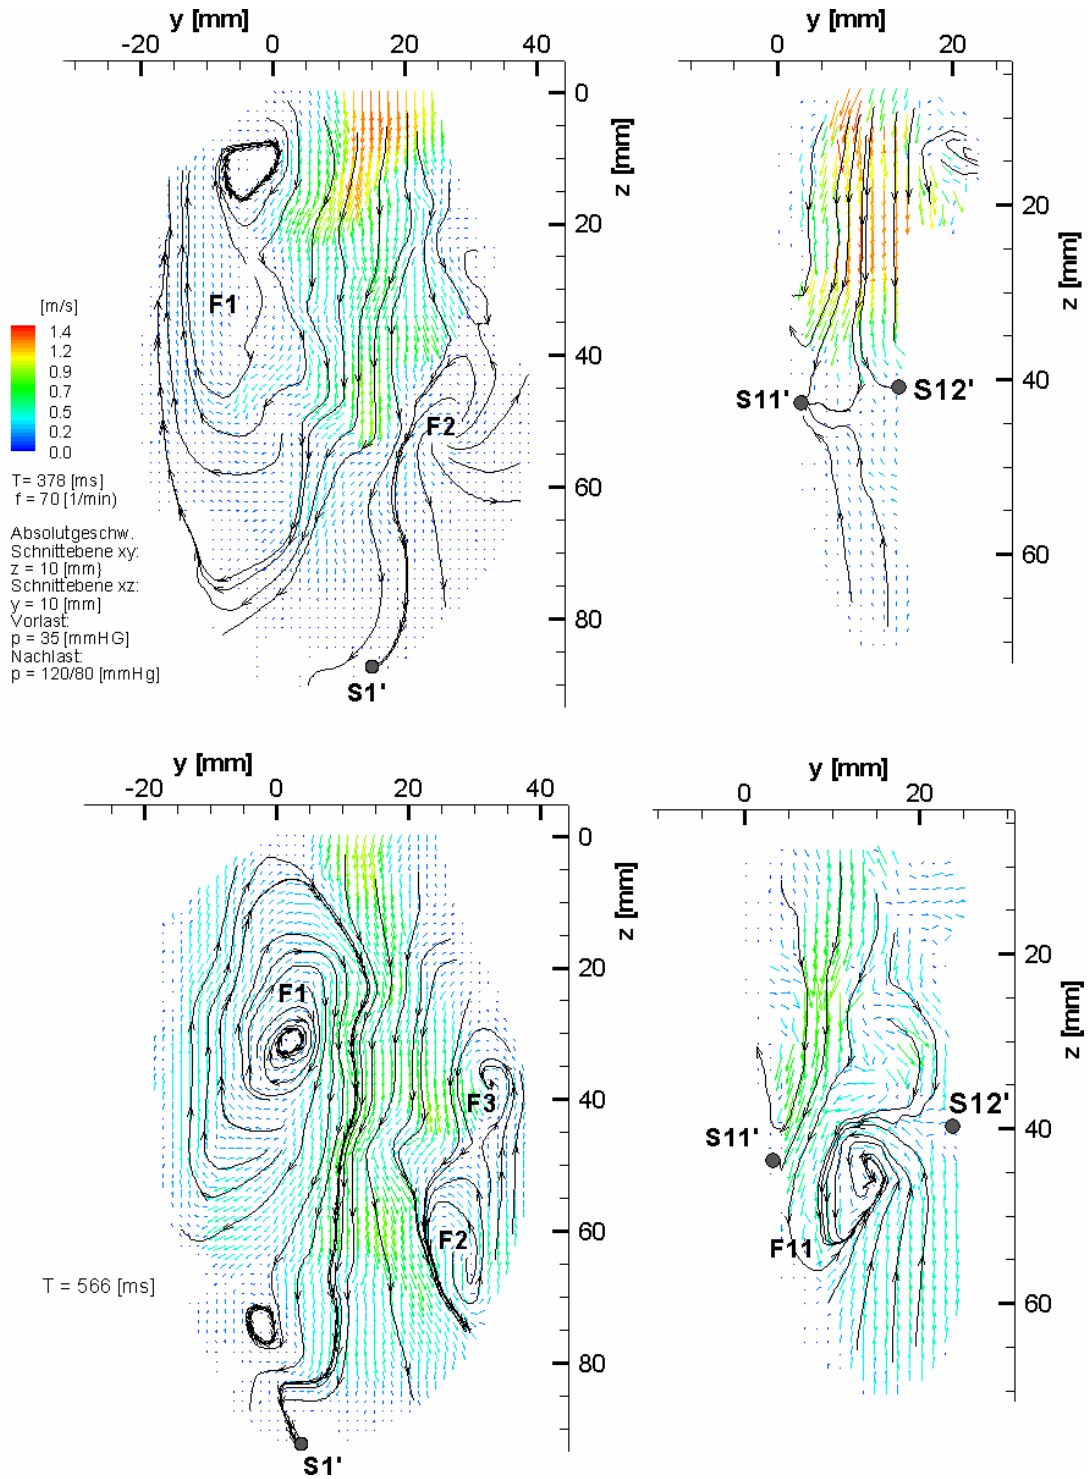 y [mm]
-20 0 20 40
0
20
40
60
80
z [mm]
F1
F2
S1'
[m/s]
1.4
1.2
0.9
0.7
0.5
0.2
0.0
T= 378 [ms]
f = 70 [1/min)
Absolutgeschw.
Schnittebene xy:
z = 10 [mm}
Schnittebene xz:
y = 10 [mm]
Vorlast:
p = 35 [mmHG]
Nachlast:
p = 120/80 [mmHg]
y [mm]
0 20
20
40
60
z [mm]
S11'
S12'
y [mm]
-20 0 20 40
0
20
40
60
80
z [mm]
F1
F3
F2
T = 566 [ms]
S1'
y [mm]
0 20
20
40
60
z [mm]
S12'
S11'
F11